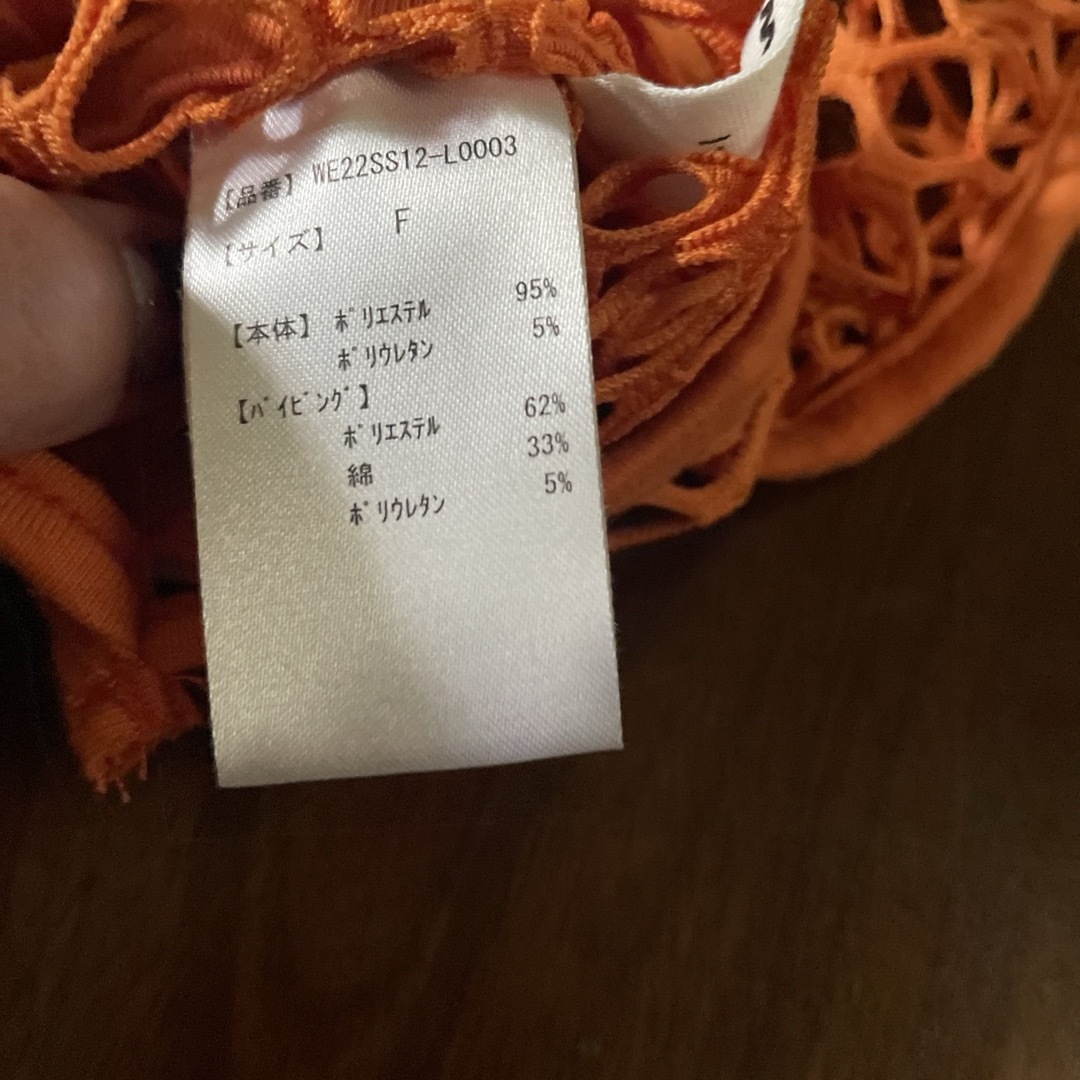 【品番】 WE22SS12-L0003
【サイズ】 F
【本体】 ﾎﾟﾘｴｽﾃﾙ 95%
ﾎﾟﾘｳﾚﾀﾝ 5%
【ﾊﾟｲﾋﾟﾝｸﾞ】
ﾎﾟﾘｴｽﾃﾙ 62%
綿 33%
ﾎﾟﾘｳﾚﾀﾝ 5%